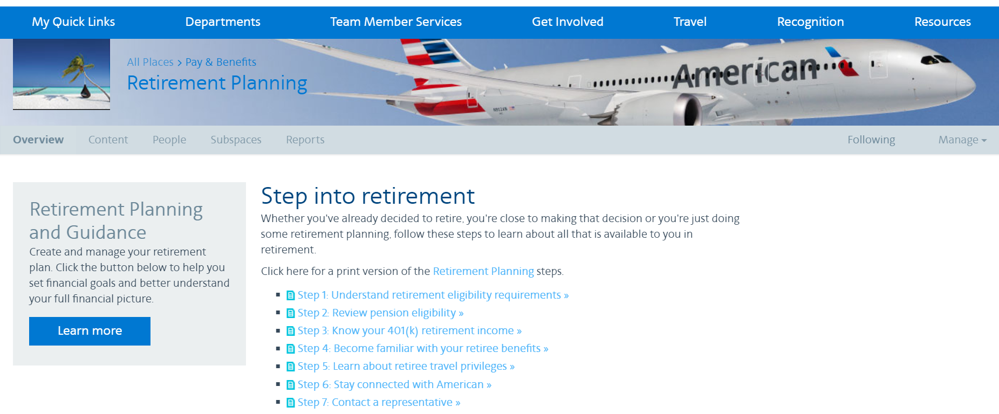 My Quick Links Departments Team Member Services Get Involved Travel Recognition Resources
All Places > Pay & Benefits
Retirement Planning
American
N802AN
Overview Content People Subspaces Reports Following Manage
Retirement Planning
and Guidance
Create and manage your retirement
plan. Click the button below to help you
set financial goals and better understand
your full financial picture.
Learn more
Step into retirement
Whether you've already decided to retire, you're close to making that decision or you're just doing
some retirement planning, follow these steps to learn about all that is available to you in
retirement.
Click here for a print version of the Retirement Planning steps.
Step 1: Understand retirement eligibility requirements »
Step 2: Review pension eligibility »
Step 3: Know your 401(k) retirement income »
Step 4: Become familiar with your retiree benefits »
Step 5: Learn about retiree travel privileges »
Step 6: Stay connected with American »
Step 7: Contact a representative »